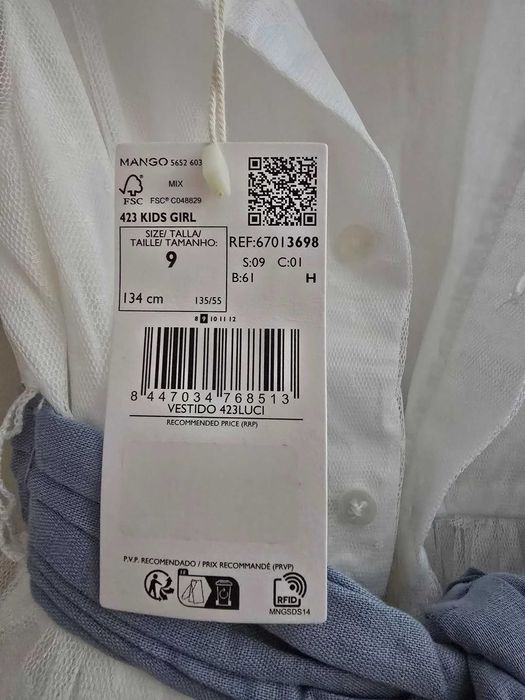 MANGO 5652 603
MIX
FSC FSC® C048829
423 KIDS GIRL
SIZE/ TALLA/
TAILLE/ TAMANHO:
9
134 cm 135/55
REF:67013698
S:09 C:01
B:61 H
8 9 10 11 12
8 447034 768513
VESTIDO 423LUCI
RECOMMENDED PRICE (RRP)
P.V.P. RECOMENDADO / PRIX RECOMMANDÉ (PRVP)
RFID
MNGSDS14